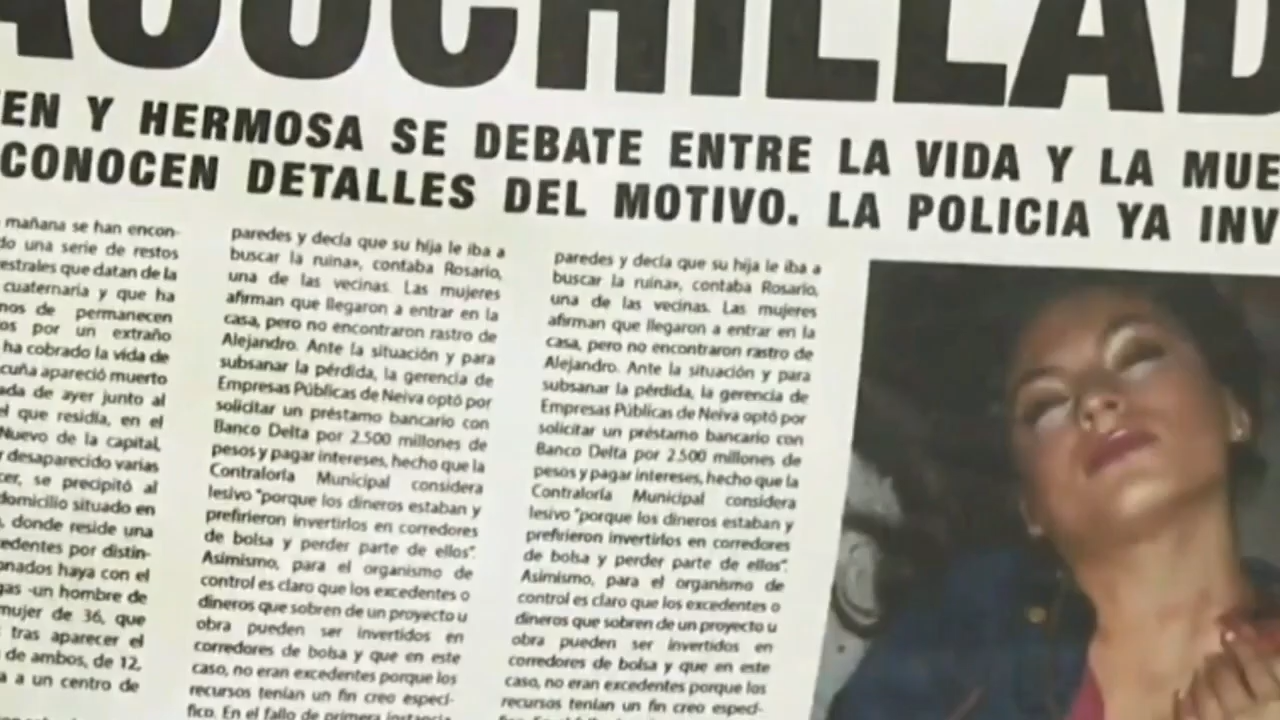 ACUCHILLAD
EN Y HERMOSA SE DEBATE ENTRE LA VIDA Y LA MUE
CONOCEN DETALLES DEL MOTIVO. LA POLICIA YA INV
mañana se han encon-
do una serie de restos
estrales que datan de la
cuaternaria y que ha
nos de permanecen
os por un extraño
ha cobrado la vida de
cuña apareció muerto
ada de ayer junto al
el que residía, en el
Nuevo de la capital,
r desaparecido varias
cer, se precipitó al
domicilio situado en
, donde reside una
edentes por distin-
onados haya con el
gas -un hombre de
mujer de 36, que
tras aparecer el
de ambos, de 12,
a a un centro de
paredes y decía que su hija le iba a
buscar la ruina», contaba Rosario,
una de las vecinas. Las mujeres
afirman que llegaron a entrar en la
casa, pero no encontraron rastro de
Alejandro. Ante la situación y para
subsanar la pérdida, la gerencia de
Empresas Públicas de Neiva optó por
solicitar un préstamo bancario con
Banco Delta por 2.500 millones de
pesos y pagar intereses, hecho que la
Contraloría Municipal considera
lesivo "porque los dineros estaban y
prefirieron invertirlos en corredores
de bolsa y perder parte de ellos".
Asimismo, para el organismo de
control es claro que los excedentes o
dineros que sobren de un proyecto u
obra pueden ser invertidos en
corredores de bolsa y que en este
caso, no eran excedentes porque los
recursos tenían un fin creo especí-
fico. En el fallo de primera instancia
paredes y decía que su hija le iba a
buscar la ruina», contaba Rosario,
una de las vecinas. Las mujeres
afirman que llegaron a entrar en la
casa, pero no encontraron rastro de
Alejandro. Ante la situación y para
subsanar la pérdida, la gerencia de
Empresas Públicas de Neiva optó por
solicitar un préstamo bancario con
Banco Delta por 2.500 millones de
pesos y pagar intereses, hecho que la
Contraloría Municipal considera
lesivo "porque los dineros estaban y
prefirieron invertirlos en corredores
de bolsa y perder parte de ellos".
Asimismo, para el organismo de
control es claro que los excedentes o
dineros que sobren de un proyecto u
obra pueden ser invertidos en
corredores de bolsa y que en este
caso, no eran excedentes porque los
recursos tenían un fin creo especí-